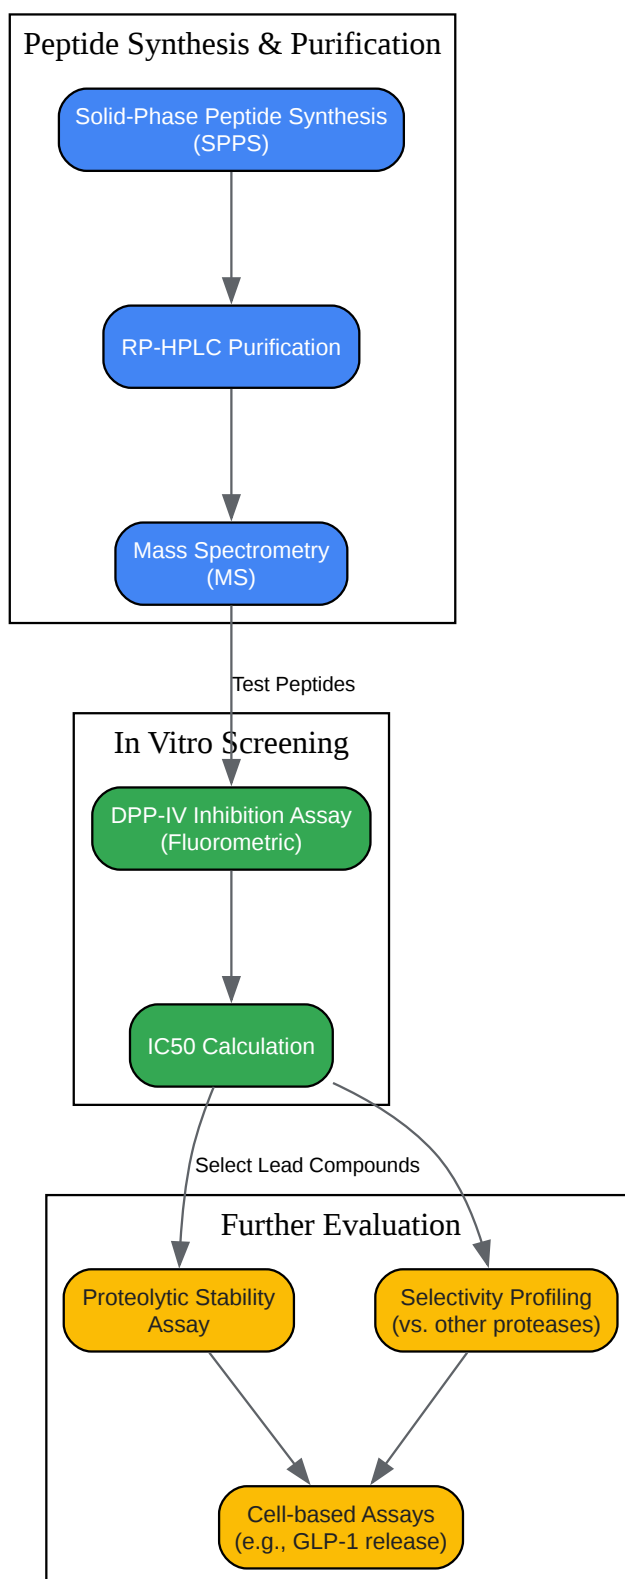 Peptide Synthesis & Purification
Solid-Phase Peptide Synthesis
(SPPS)
RP-HPLC Purification
Mass Spectrometry
(MS)
Test Peptides
In Vitro Screening
DPP-IV Inhibition Assay
(Fluorometric)
IC50 Calculation
Select Lead Compounds
Further Evaluation
Proteolytic Stability
Assay
Selectivity Profiling
(vs. other proteases)
Cell-based Assays
(e.g., GLP-1 release)